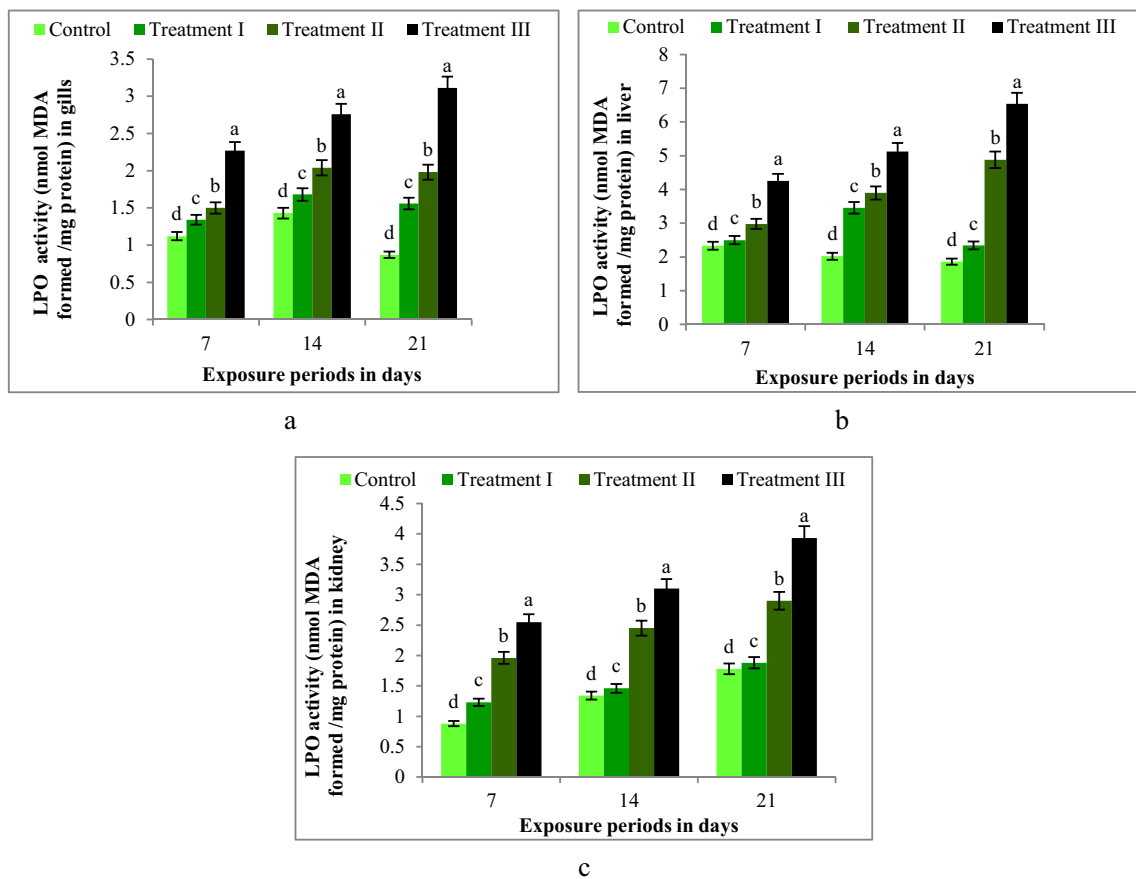 Control Treatment I Treatment II Treatment III
LPO activity (nmol MDA
formed /mg protein) in gills
3.5
3
2.5
2
1.5
1
0.5
0
d c b a
d c b a
d c b a
7 14 21
Exposure periods in days
a
Control Treatment I Treatment II Treatment III
LPO activity (nmol MDA
formed /mg protein) in liver
8
7
6
5
4
3
2
1
0
d c b a
d c b a
d c b a
7 14 21
Exposure periods in days
b
Control Treatment I Treatment II Treatment III
LPO activity (nmol MDA
formed /mg protein) in kidney
4.5
4
3.5
3
2.5
2
1.5
1
0.5
0
d c b a
d c b a
d c b a
7 14 21
Exposure periods in days
c